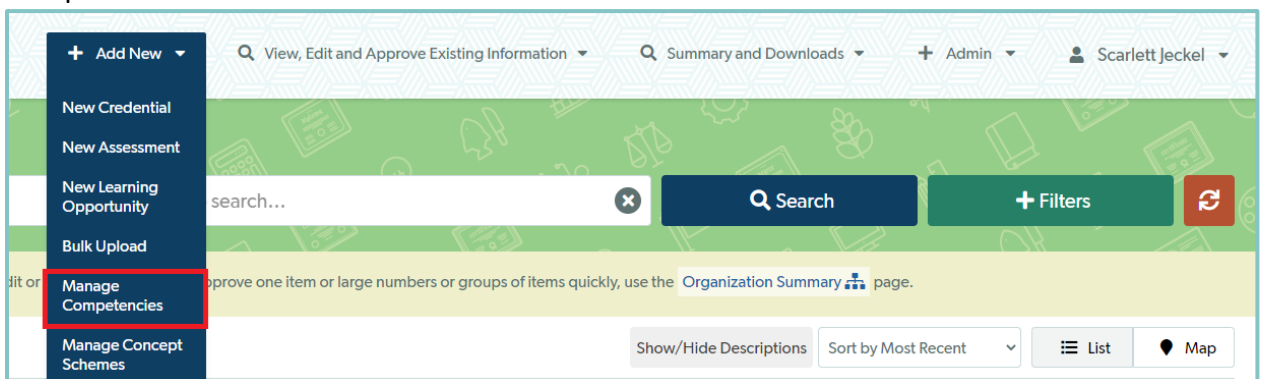 Add New
View, Edit and Approve Existing Information
Summary and Downloads
Admin
Scarlett Jeckel
New Credential
New Assessment
New Learning
Opportunity
Bulk Upload
Manage
Competencies
Manage Concept
Schemes
search...
Search
Filters
or
one item or large numbers or groups of items quickly, use the Organization Summary page.
Show/Hide Descriptions
Sort by Most Recent
List
Map